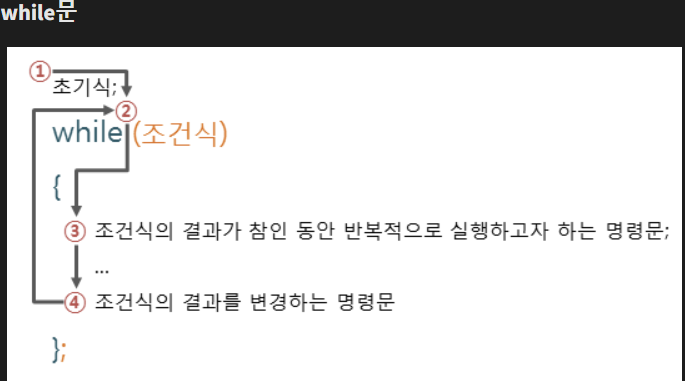 while문
①
초기식;
②
while (조건식)
{
③ 조건식의 결과가 참인 동안 반복적으로 실행하고자 하는 명령문;
...
④ 조건식의 결과를 변경하는 명령문
};